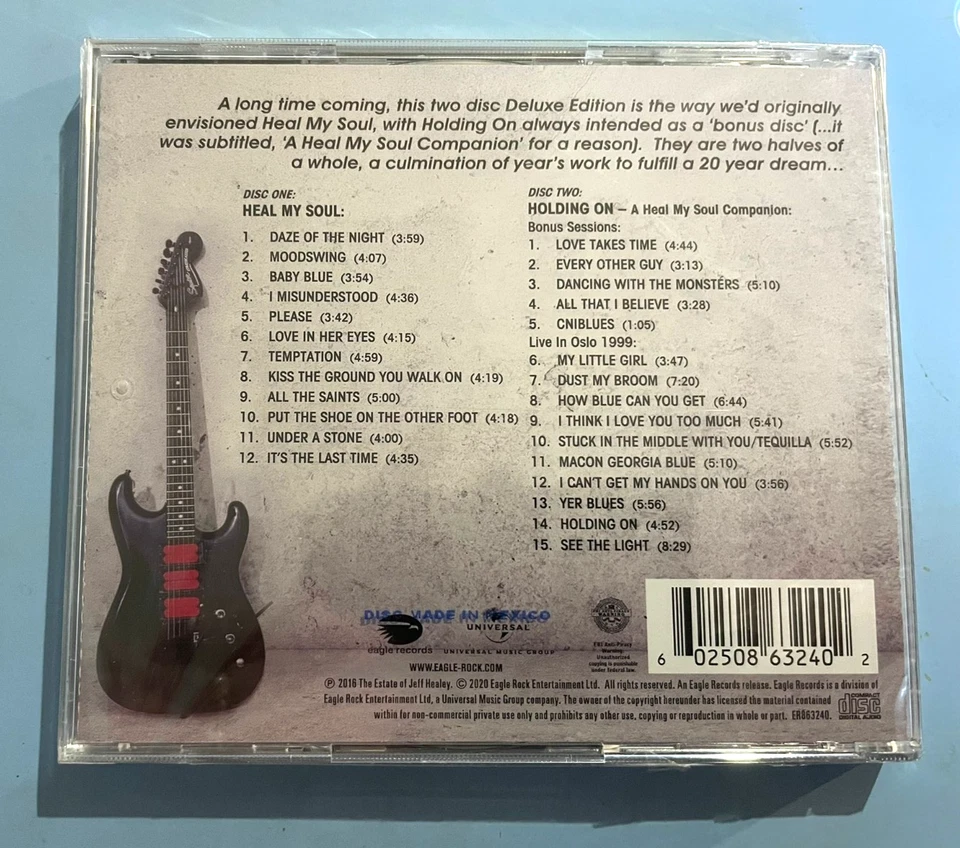 A long time coming, this two disc Deluxe Edition is the way we'd originally
envisioned Heal My Soul, with Holding On always intended as a 'bonus disc' (...it
was subtitled, 'A Heal My Soul Companion' for a reason). They are two halves of
a whole, a culmination of year's work to fulfill a 20 year dream...
DISC ONE:
HEAL MY SOUL:
1. DAZE OF THE NIGHT (3:59)
2. MOODSWING (4:07)
3. BABY BLUE (3:54)
4. I MISUNDERSTOOD (4:36)
5. PLEASE (3:42)
6. LOVE IN HER EYES (4:15)
7. TEMPTATION (4:59)
8. KISS THE GROUND YOU WALK ON (4:19)
9. ALL THE SAINTS (5:00)
10. PUT THE SHOE ON THE OTHER FOOT (4:18)
11. UNDER A STONE (4:00)
12. IT'S THE LAST TIME (4:35)
DISC TWO:
HOLDING ON – A Heal My Soul Companion:
Bonus Sessions:
1. LOVE TAKES TIME (4:44)
2. EVERY OTHER GUY (3:13)
3. DANCING WITH THE MONSTERS (5:10)
4. ALL THAT I BELIEVE (3:28)
5. CNIBLUES (1:05)
Live In Oslo 1999:
6. MY LITTLE GIRL (3:47)
7. DUST MY BROOM (7:20)
8. HOW BLUE CAN YOU GET (6:44)
9. I THINK I LOVE YOU TOO MUCH (5:41)
10. STUCK IN THE MIDDLE WITH YOU/TEQUILLA (5:52)
11. MACON GEORGIA BLUE (5:10)
12. I CAN'T GET MY HANDS ON YOU (3:56)
13. YER BLUES (5:56)
14. HOLDING ON (4:52)
15. SEE THE LIGHT (8:29)
DISC MADE IN MEXICO
eagle records
UNIVERSAL
UNIVERSAL MUSIC GROUP
FBI Anti-Piracy
Warning:
Unauthorized
copying is punishable
under federal law.
6 02508 63240 2
WWW.EAGLE-ROCK.COM
℗ 2016 The Estate of Jeff Healey. © 2020 Eagle Rock Entertainment Ltd. All rights reserved. An Eagle Records release. Eagle Records is a division of
Eagle Rock Entertainment Ltd, a Universal Music Group company. The owner of the copyright hereunder has licensed the material contained
within for non-commercial private use only and prohibits any other use, copying or reproduction in whole or part. ER863240.
COMPACT
disc
DIGITAL AUDIO